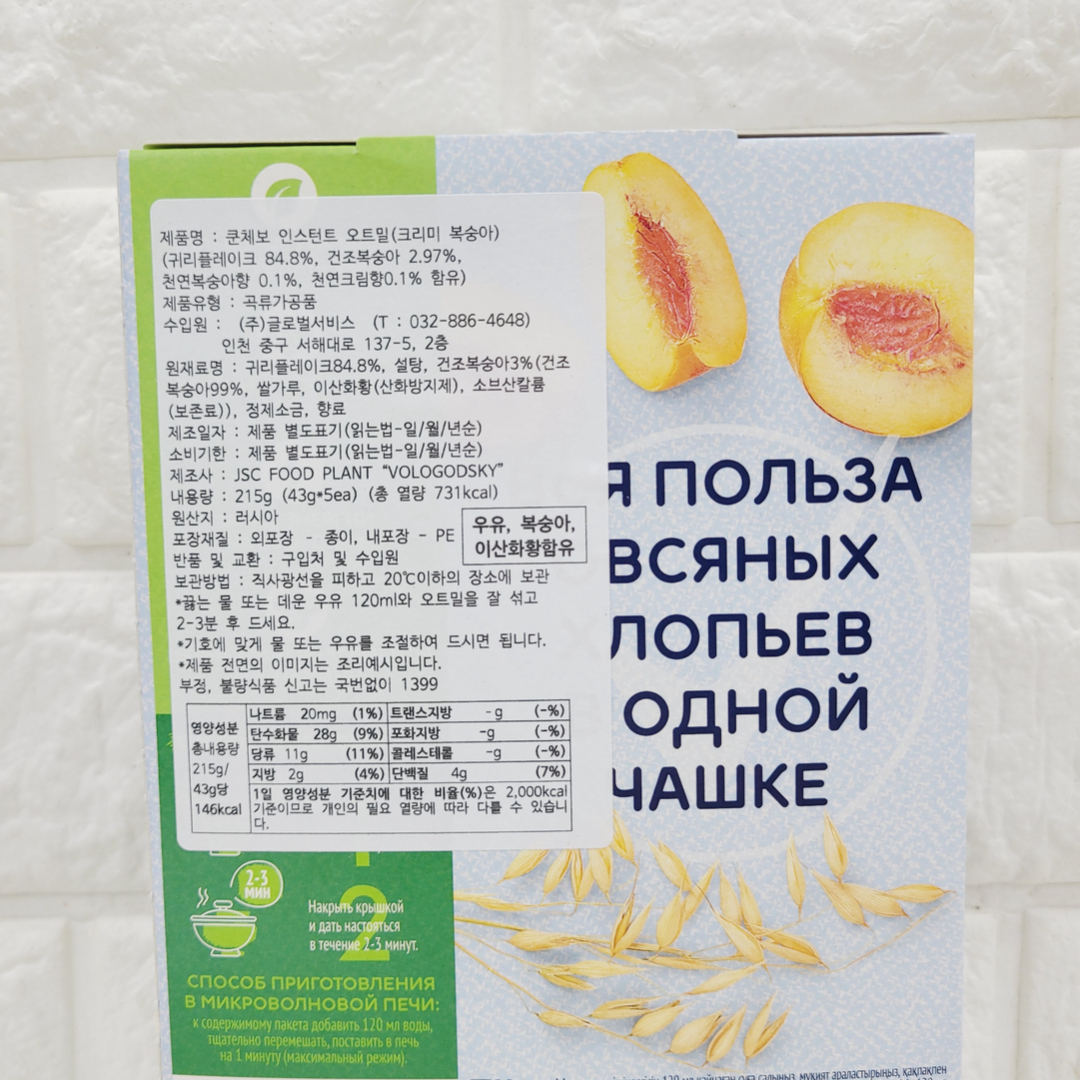 제품명 : 쿤체보 인스턴트 오트밀(크리미 복숭아)
(귀리플레이크 84.8%, 건조복숭아 2.97%,
천연복숭아향 0.1%, 천연크림향0.1% 함유)
제품유형 : 곡류가공품
수입원 : (주)글로벌서비스 (T : 032-886-4648)
인천 중구 서해대로 137-5, 2층
원재료명 : 귀리플레이크84.8%, 설탕, 건조복숭아3%(건조
복숭아99%, 쌀가루, 이산화황(산화방지제), 소브산칼륨
(보존료)), 정제소금, 향료
제조일자 : 제품 별도표기(읽는법-일/월/년순)
소비기한 : 제품 별도표기(읽는법-일/월/년순)
제조사 : JSC FOOD PLANT “VOLOGODSKY”
내용량 : 215g (43g*5ea) (총 열량 731kcal)
원산지 : 러시아
포장재질 : 외포장 - 종이, 내포장 - PE
우유, 복숭아,
이산화황함유
반품 및 교환 : 구입처 및 수입원
보관방법 : 직사광선을 피하고 20℃이하의 장소에 보관
*끓는 물 또는 데운 우유 120ml와 오트밀을 잘 섞고
2-3분 후 드세요.
*기호에 맞게 물 또는 우유를 조절하여 드시면 됩니다.
*제품 전면의 이미지는 조리예시입니다.
부정, 불량식품 신고는 국번없이 1399
영양성분
총내용량
215g/
43g당
146kcal
나트륨 20mg (1%) 트랜스지방 -g (-%)
탄수화물 28g (9%) 포화지방 -g (-%)
당류 11g (11%) 콜레스테롤 -g (-%)
지방 2g (4%) 단백질 4g (7%)
1일 영양성분 기준치에 대한 비율(%)은 2,000kcal
기준이므로 개인의 필요 열량에 따라 다를 수 있습니
다.
Я ПОЛЬЗА
ВСЯНЫХ
ЛОПЬЕВ
ОДНОЙ
ЧАШКЕ
2-3
МИН
2
Накрыть крышкой
и дать настояться
в течение 2-3 минут.
СПОСОБ ПРИГОТОВЛЕНИЯ
В МИКРОВОЛНОВОЙ ПЕЧИ:
к содержимому пакета добавить 120 мл воды,
тщательно перемешать, поставить в печь
на 1 минуту (максимальный режим).